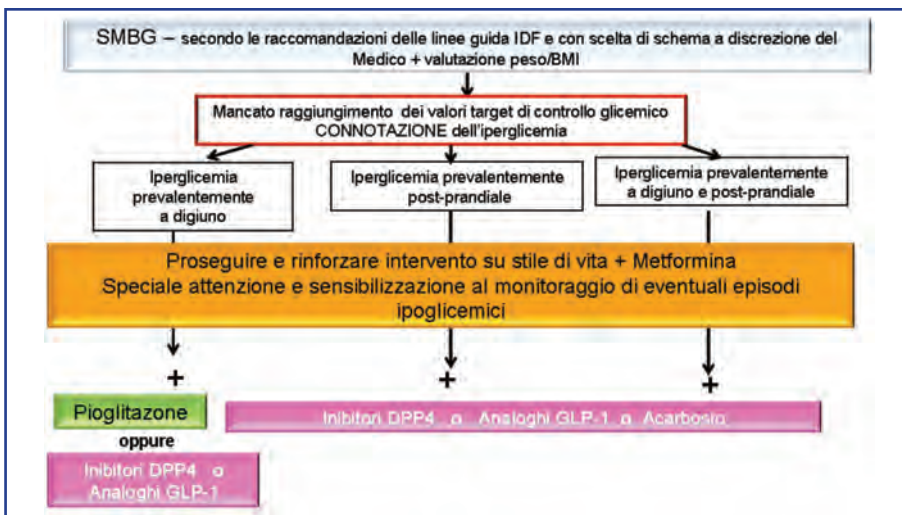 SMBG – secondo le raccomandazioni delle linee guida IDF e con scelta di schema a discrezione del
Medico + valutazione peso/BMI
Mancato raggiungimento dei valori target di controllo glicemico
CONNOTAZIONE dell'iperglicemia
Iperglicemia
prevalentemente
a digiuno
Iperglicemia prevalentemente
post-prandiale
Iperglicemia prevalentemente
a digiuno e post-prandiale
Proseguire e rinforzare intervento su stile di vita + Metformina
Speciale attenzione e sensibilizzazione al monitoraggio di eventuali episodi
ipoglicemici
+
+
+
Pioglitazone
oppure
Inibitori DPP4 o
Analoghi GLP-1
Inibitori DPP4 o Analoghi GLP-1 o Acarbosio